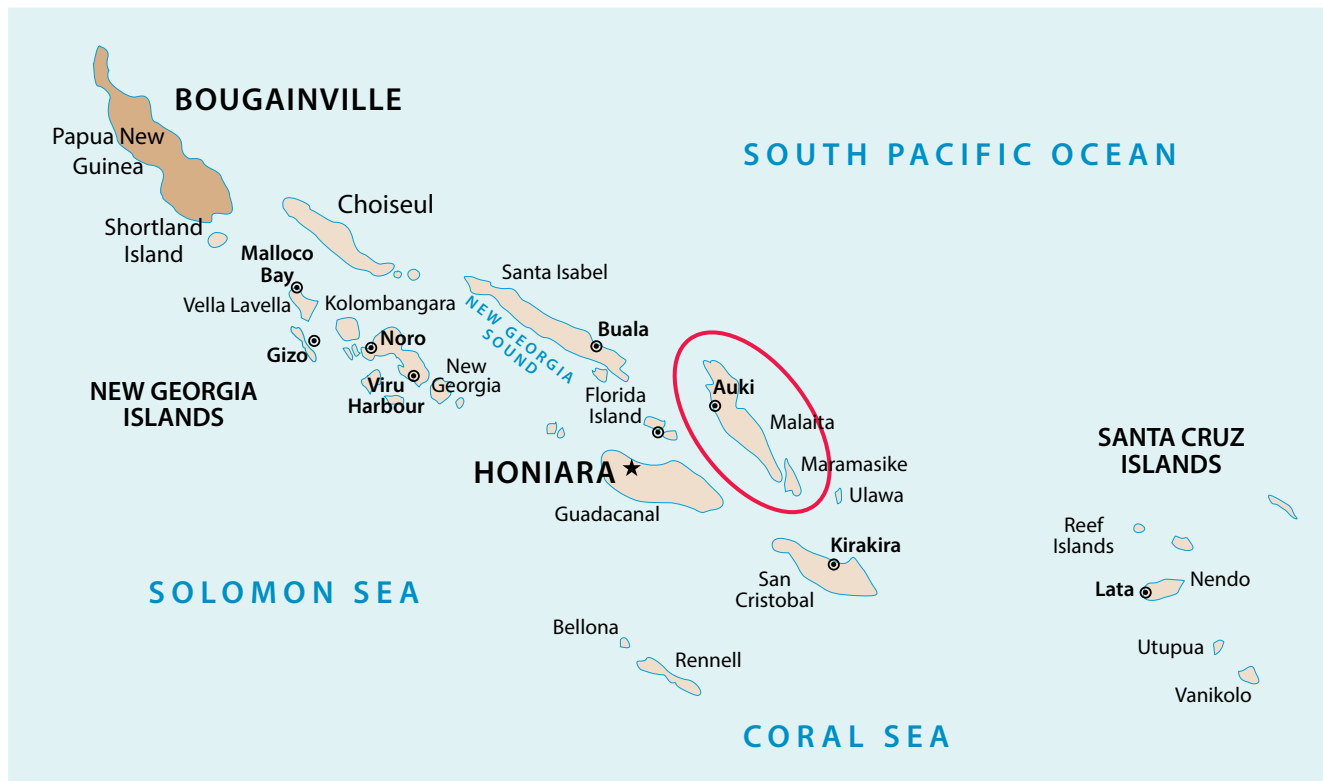 BOUGAINVILLE
Papua New
Guinea
SOUTH PACIFIC OCEAN
Choiseul
Shortland
Island
Malloco
Bay
Santa Isabel
Vella Lavella
Kolombangara
NEW GEORGIA
SOUND
Buala
Noro
Gizo
New
Georgia
Viru
Harbour
NEW GEORGIA
ISLANDS
Florida
Island
Auki
Malaita
Maramasike
Ulawa
HONIARA
Guadacanal
SANTA CRUZ
ISLANDS
Reef
Islands
Kirakira
San
Cristobal
Nendo
Lata
SOLOMON SEA
Bellona
Rennell
Utupua
Vanikolo
CORAL SEA